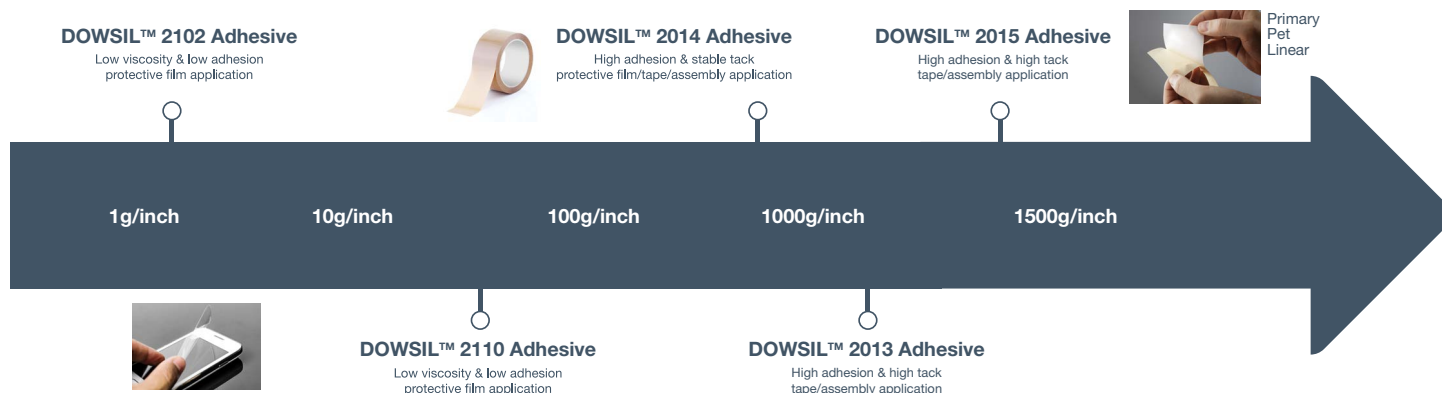 DOWSIL™ 2102 Adhesive
Low viscosity & low adhesion
protective film application
DOWSIL™ 2014 Adhesive
High adhesion & stable tack
protective film/tape/assembly application
DOWSIL™ 2015 Adhesive
High adhesion & high tack
tape/assembly application
Primary
Pet
Linear
1g/inch
10g/inch
100g/inch
1000g/inch
1500g/inch
DOWSIL™ 2110 Adhesive
Low viscosity & low adhesion
protective film application
DOWSIL™ 2013 Adhesive
High adhesion & high tack
tape/assembly application